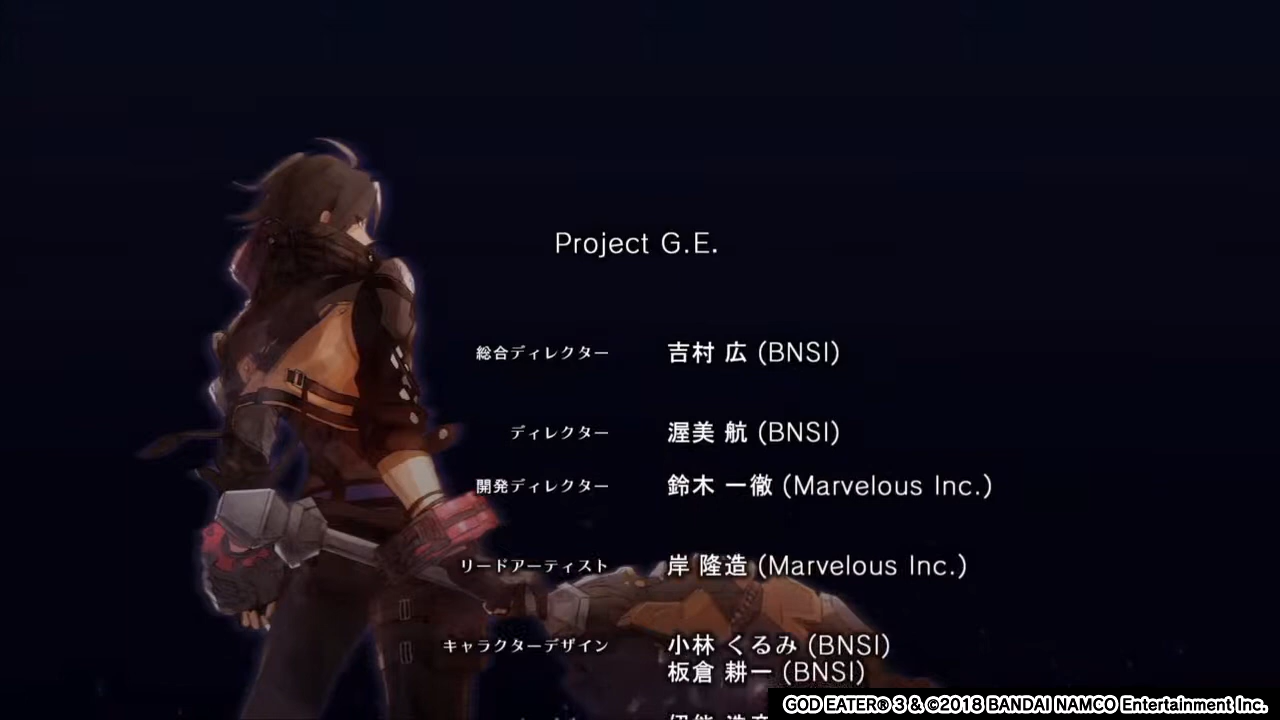 Project G.E.
総合ディレクター 吉村 広 (BNSI)
ディレクター 渥美 航 (BNSI)
開発ディレクター 鈴木 一徹 (Marvelous Inc.)
リードアーティスト 岸 隆造 (Marvelous Inc.)
キャラクターデザイン 小林 くるみ (BNSI)
板倉 耕一 (BNSI)
GOD EATER® 3 & ©2018 BANDAI NAMCO Entertainment Inc.